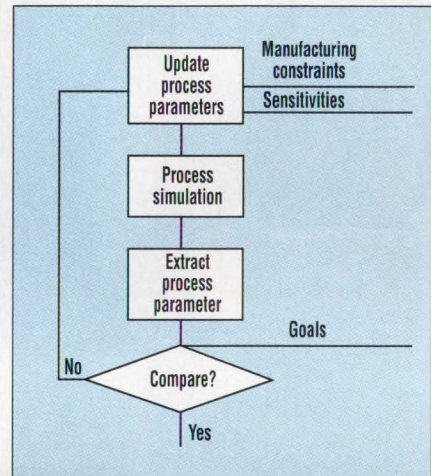 Update
process
parameters
Manufacturing
constraints
Sensitivities
Process
simulation
Extract
process
parameter
Goals
No
Compare?
Yes